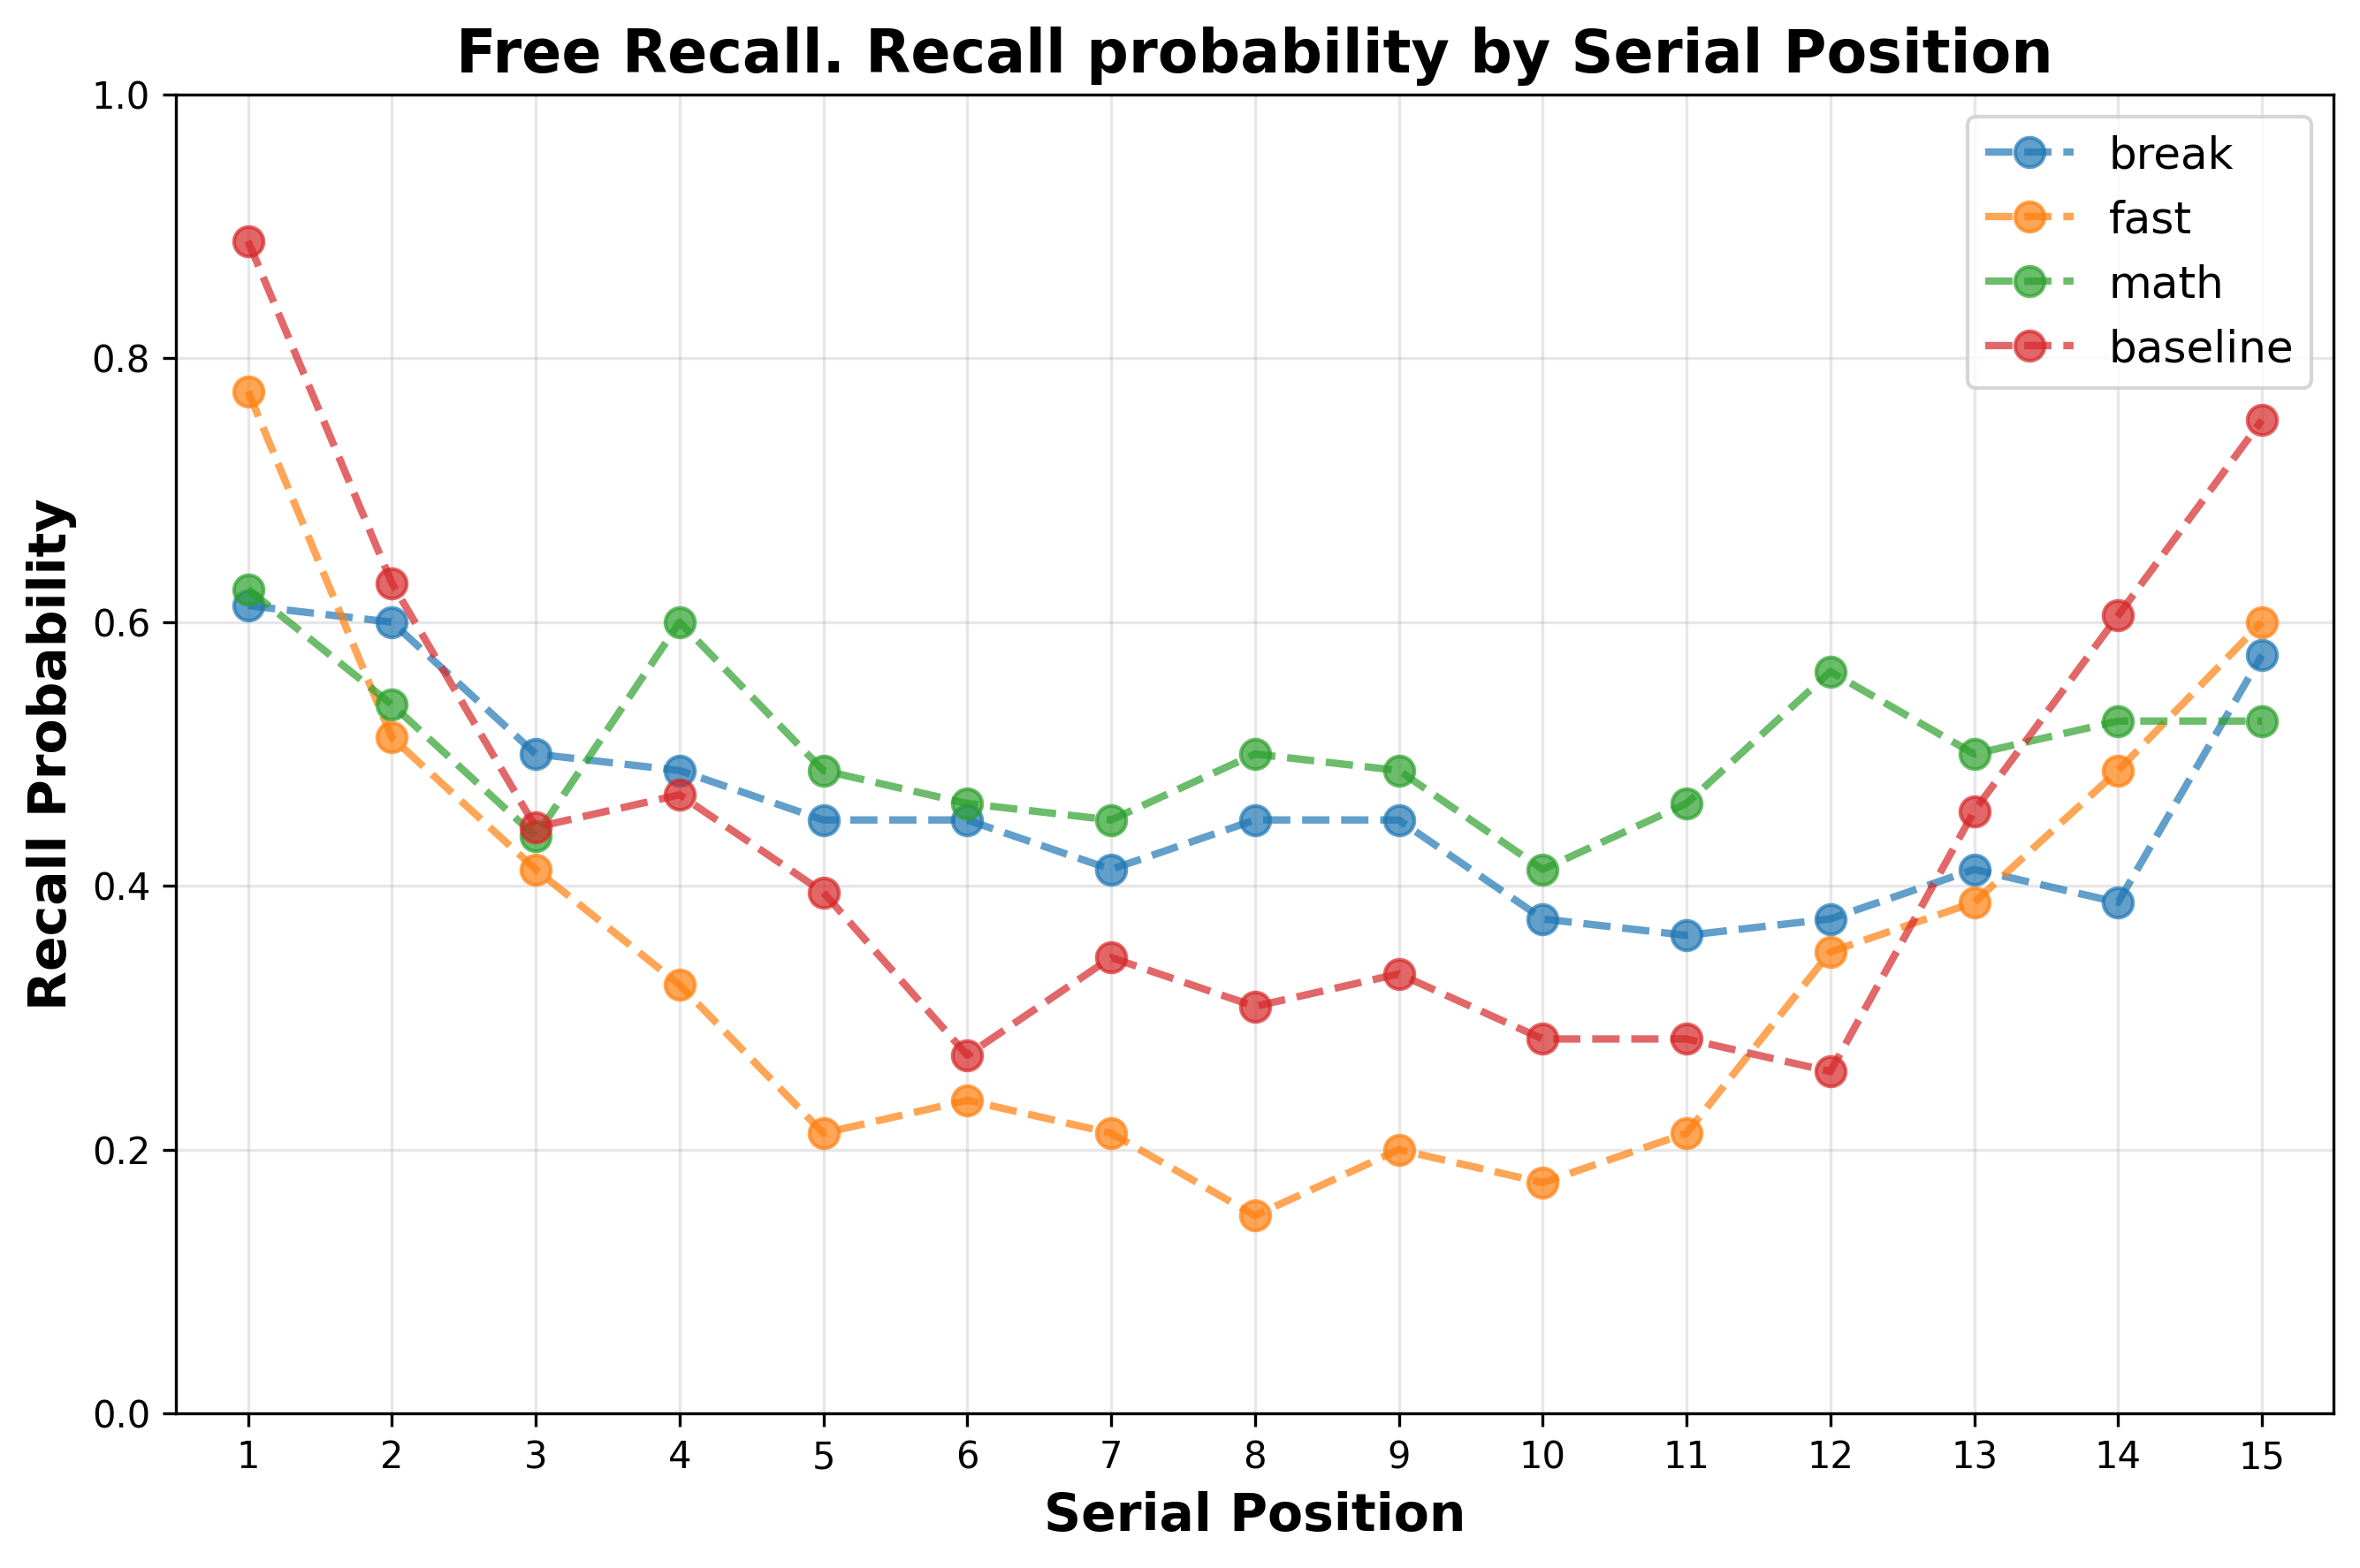 Free Recall. Recall probability by Serial Position
1.0
0.8
0.6
0.4
0.2
0.0
Recall Probability
break
fast
math
baseline
1 2 3 4 5 6 7 8 9 10 11 12 13 14 15
Serial Position